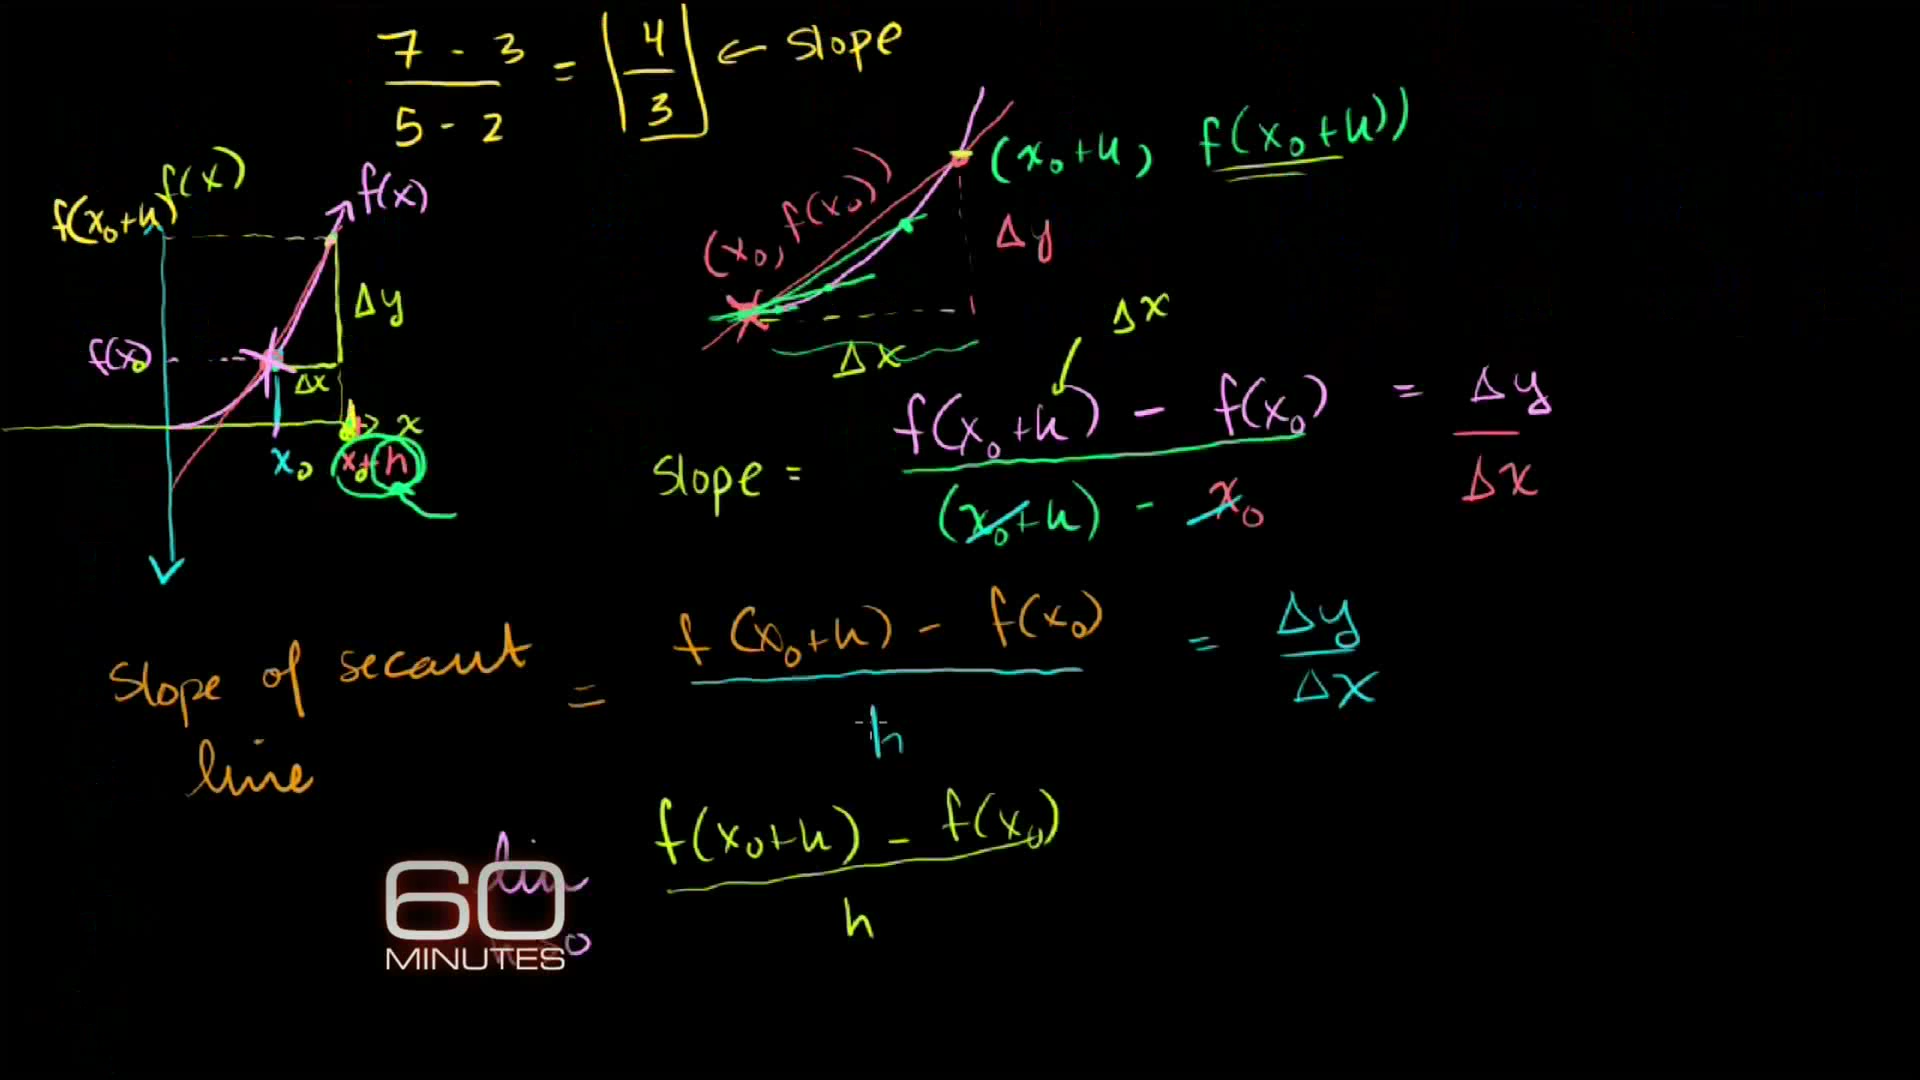 7 - 3
5 - 2
= 4/3 ← slope
f(x)
f(x₀+h)
f(x)
(x₀+h, f(x₀+h))
(x₀, f(x₀))
Δy
Δy
f(x₀)
Δx
Δx
Δx
x
x₀ x₀+h
slope = f(x₀+h) - f(x₀) = Δy
(x₀+h) - x₀ Δx
Slope of secant
line
= f(x₀+h) - f(x₀) = Δy
h Δx
lim f(x₀+h) - f(x₀)
h
60
MINUTES